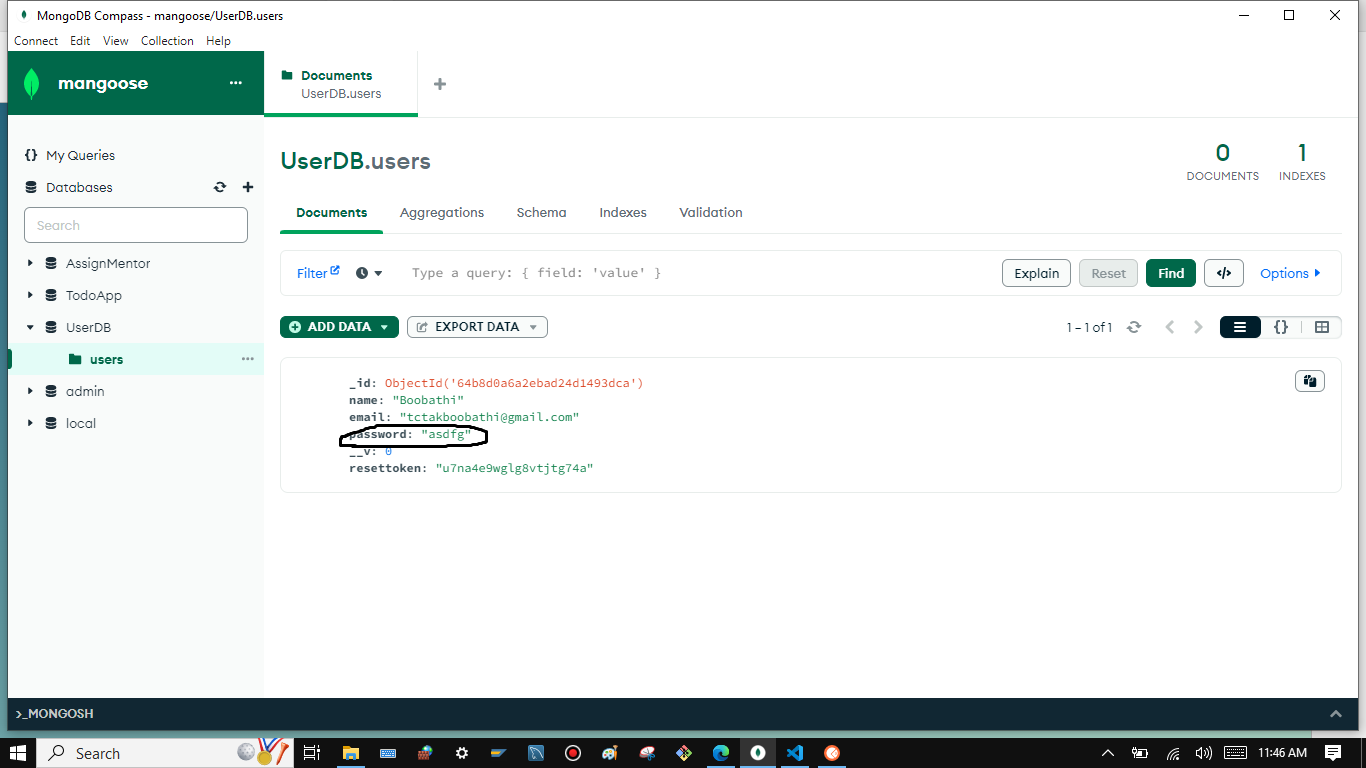 MongoDB Compass - mangoose/UserDB.users
Connect Edit View Collection Help
mangoose
Documents
UserDB.users
My Queries
Databases
Search
AssignMentor
TodoApp
UserDB
users
admin
local
UserDB.users
0
DOCUMENTS
1
INDEXES
Documents Aggregations Schema Indexes Validation
Filter Type a query: { field: 'value' } Explain Reset Find </> Options
ADD DATA EXPORT DATA 1 – 1 of 1 {}
_id: ObjectId('64b8d0a6a2ebad24d1493dca')
name: "Boobathi"
email: "tctakboobathi@gmail.com"
password: "asdfg"
__v: 0
resettoken: "u7na4e9wglg8vtjtg74a"
>_MONGOSH
Search 11:46 AM